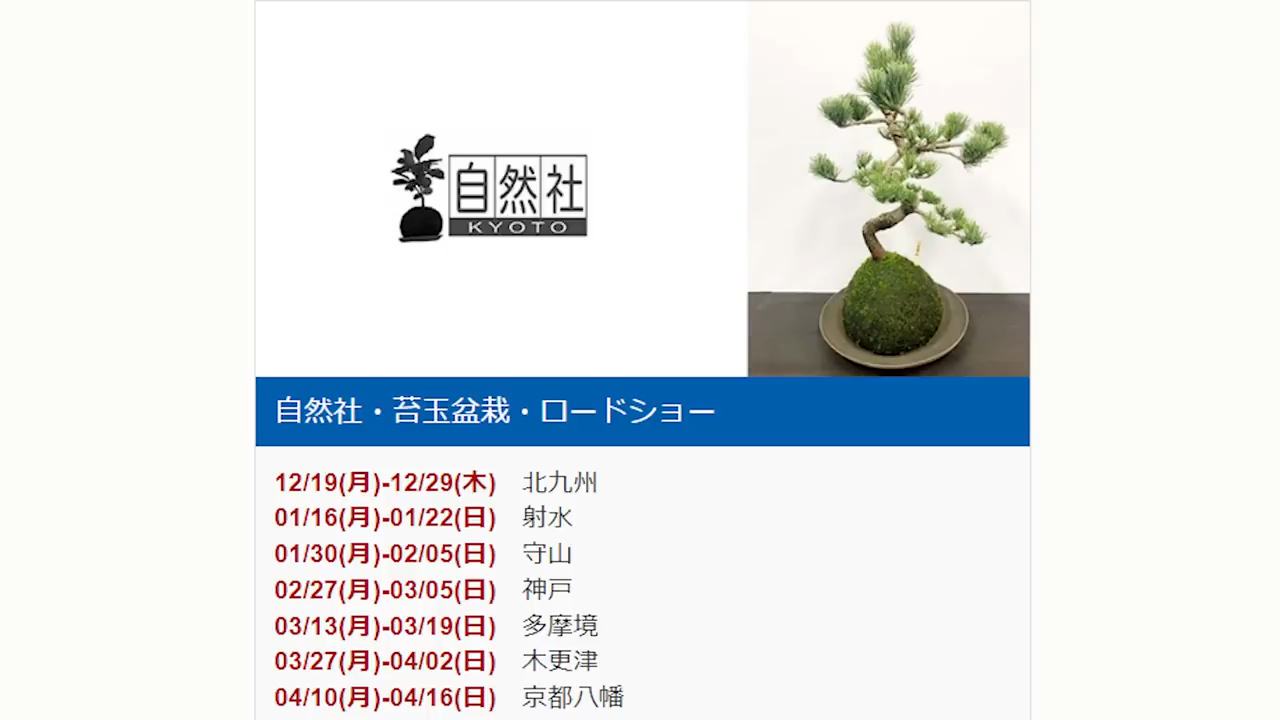 自然社
KYOTO
自然社・苔玉盆栽・ロードショー
12/19(月)-12/29(木) 北九州
01/16(月)-01/22(日) 射水
01/30(月)-02/05(日) 守山
02/27(月)-03/05(日) 神戸
03/13(月)-03/19(日) 多摩境
03/27(月)-04/02(日) 木更津
04/10(月)-04/16(日) 京都八幡